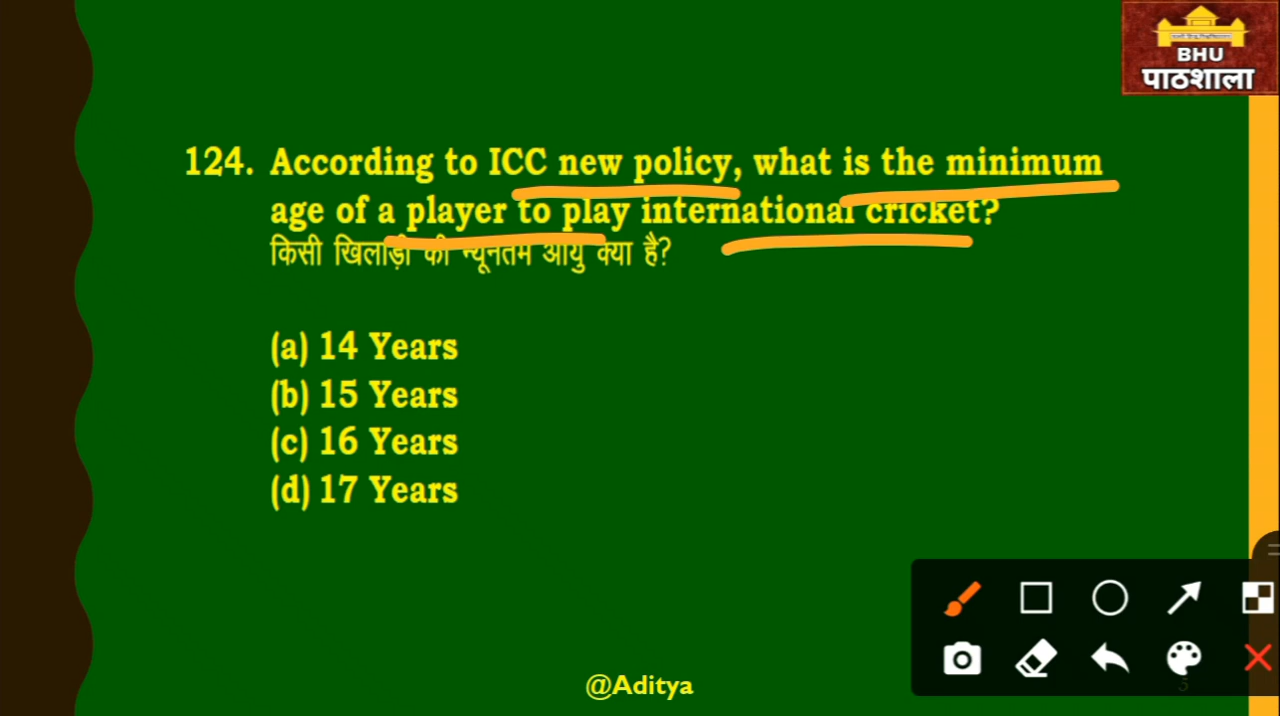 BHU
पाठशाला
124. According to ICC new policy, what is the minimum
age of a player to play international cricket?
किसी खिलाड़ी की न्यूनतम आयु क्या है?
(a) 14 Years
(b) 15 Years
(c) 16 Years
(d) 17 Years
@Aditya